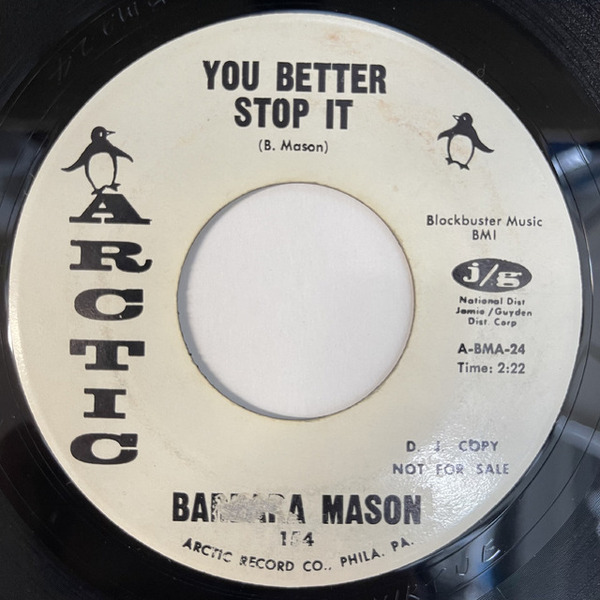 YOU BETTER
STOP IT
(B. Mason)
ARCTIC
Blockbuster Music
BMI
j/g
National Dist
Jamie/Guyden
Dist. Corp
A-BMA-24
Time: 2:22
D. J. COPY
NOT FOR SALE
BARBARA MASON
154
ARCTIC RECORD CO., PHILA. PA.